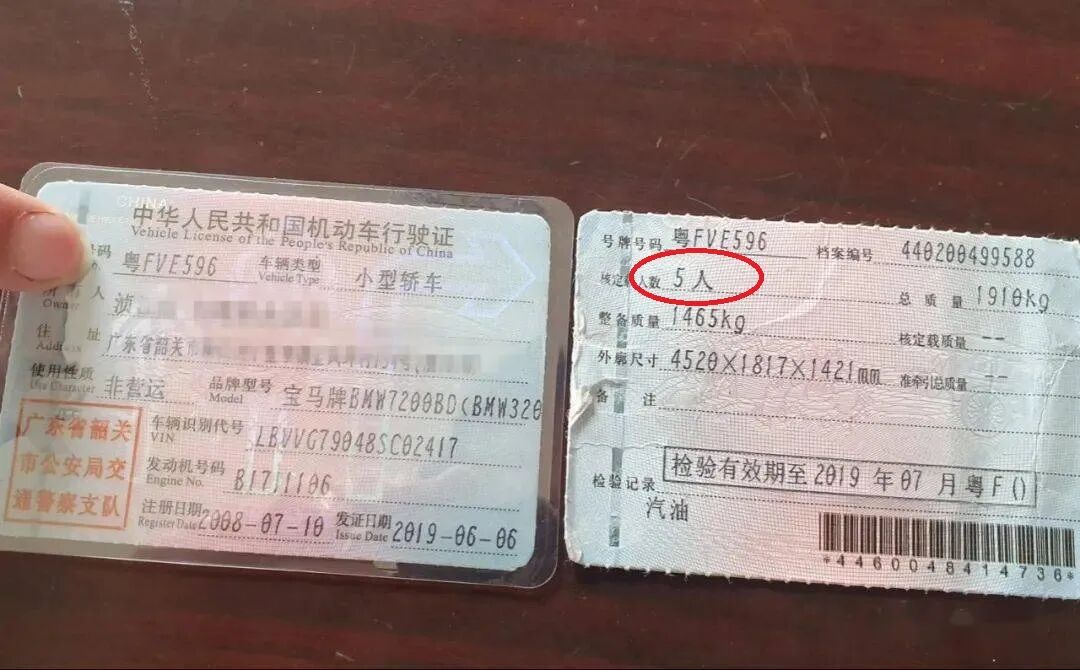 CHINA
中华人民共和国机动车行驶证
Vehicle License of the People's Republic of China
号码 粤FVE596 车辆类型 Vehicle Type 小型轿车
所有人 Owner
住址 Address 广东省韶关市
使用性质 Use Character 非营运 品牌型号 Model 宝马牌BMW7200BD(BMW320
广东省韶关
市公安局交
通警察支队
车辆识别代号 VIN LBVVG79048SC02417
发动机号码 Engine No. B17J1106
注册日期 Register Date 2008-07-10 发证日期 Issue Date 2019-06-06
号牌号码 粤FVE596 档案编号 440200499588
核定载人数 5人 总质量 1910kg
整备质量 1465kg 核定载质量 --
外廓尺寸 4520×1817×1421mm 准牵引总质量 --
备注
检验记录 检验有效期至2019年07月粤F()
汽油
*4460048414736*